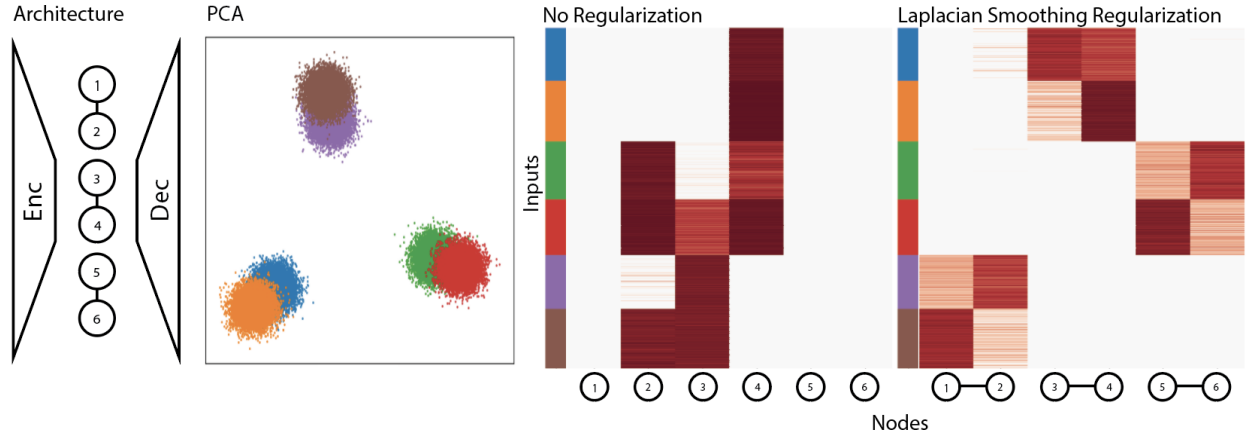 Architecture
PCA
No Regularization
Laplacian Smoothing Regularization
Enc
1
2
3
4
5
6
Dec
Inputs
1 2 3 4 5 6
1 2 3 4 5 6
Nodes